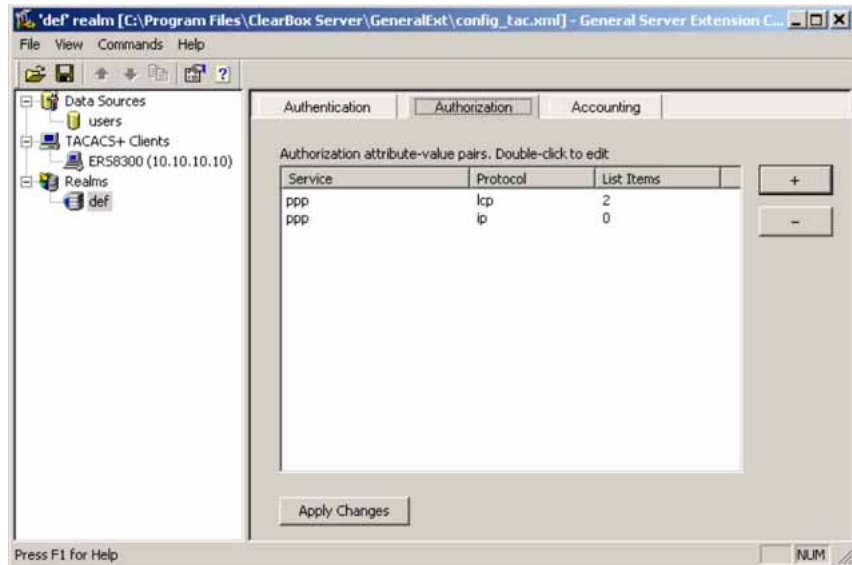 'def' realm [C:\Program Files\ClearBox Server\GeneralExt\config_tac.xml] - General Server Extension C...
File View Commands Help
Data Sources
users
TACACS+ Clients
ERS8300 (10.10.10.10)
Realms
def
Authentication Authorization Accounting
Authorization attribute-value pairs. Double-click to edit
Service Protocol List Items
ppp lcp 2
ppp ip 0
+
-
Apply Changes
Press F1 for Help
NUM